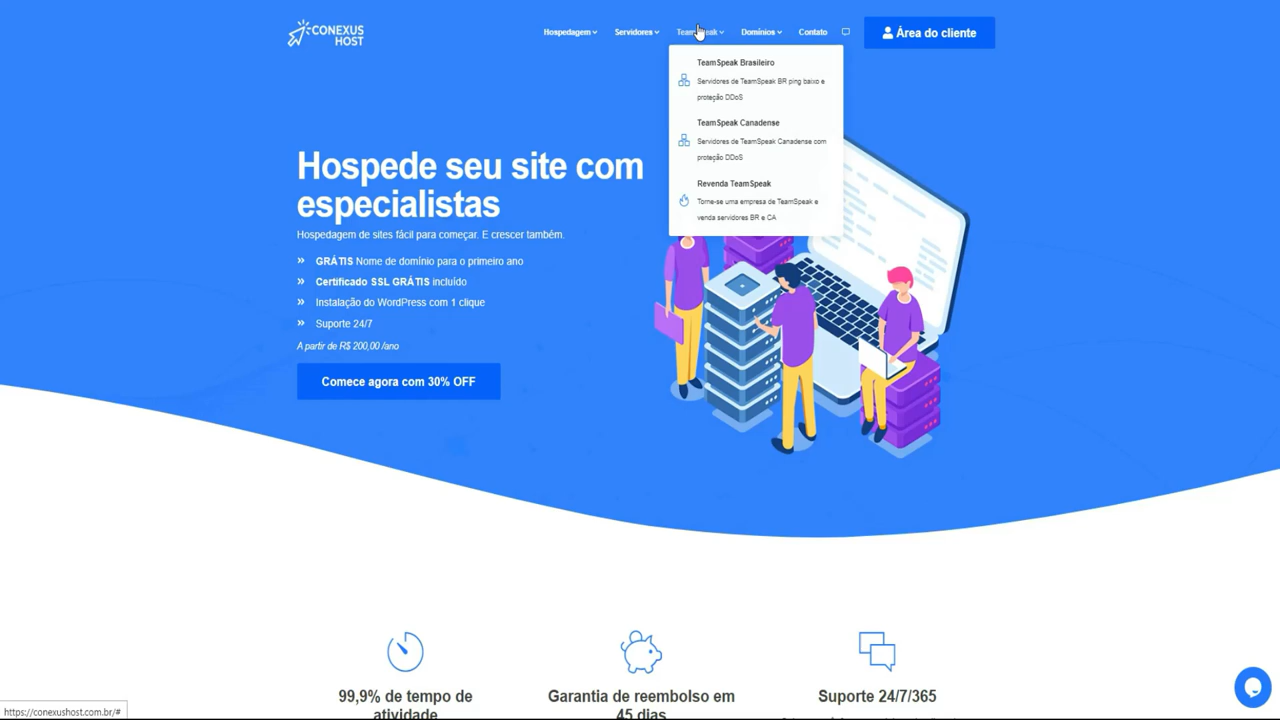 CONEXUS
HOST
Hospedagem
Servidores
TeamSpeak
Domínios
Contato
Área do cliente
TeamSpeak Brasileiro
Servidores de TeamSpeak BR ping baixo e
proteção DDoS
TeamSpeak Canadense
Servidores de TeamSpeak Canadense com
proteção DDoS
Revenda TeamSpeak
Torne-se uma empresa de TeamSpeak e
venda servidores BR e CA
Hospede seu site com
especialistas
Hospedagem de sites fácil para começar. E crescer também.
GRÁTIS Nome de domínio para o primeiro ano
Certificado SSL GRÁTIS incluído
Instalação do WordPress com 1 clique
Suporte 24/7
A partir de R$ 200,00 /ano
Comece agora com 30% OFF
99,9% de tempo de
atividade
Garantia de reembolso em
45 dias
Suporte 24/7/365
https://conexushost.com.br/#